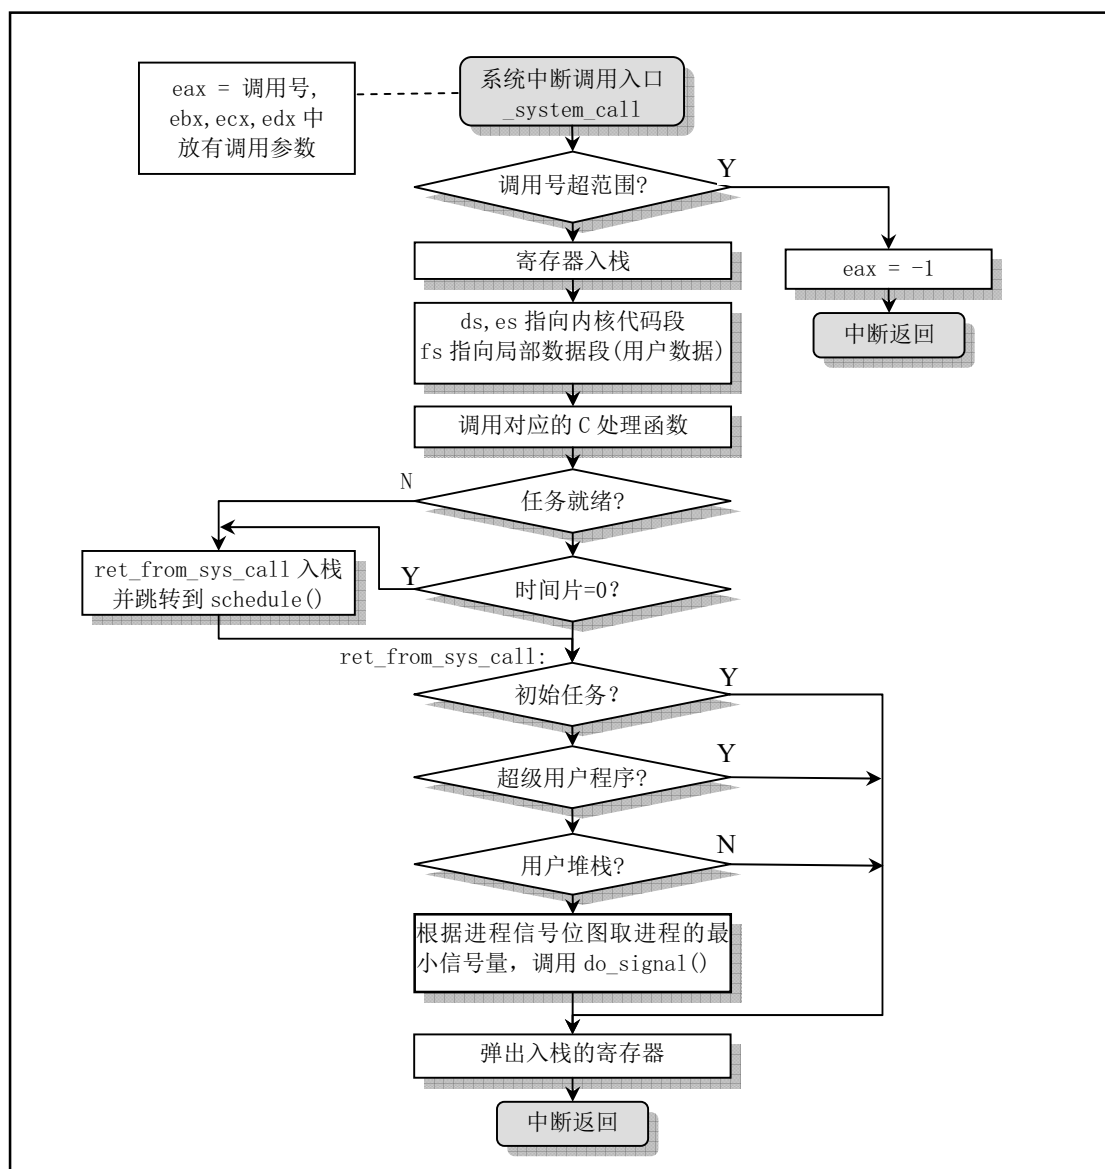 系统中断调用入口
_system_call
eax = 调用号,
ebx,ecx,edx 中
放有调用参数
调用号超范围?
Y
寄存器入栈
eax = -1
ds,es 指向内核代码段
fs 指向局部数据段(用户数据)
中断返回
调用对应的 C 处理函数
N
任务就绪?
ret_from_sys_call 入栈
并跳转到 schedule()
Y
时间片=0?
ret_from_sys_call:
初始任务?
Y
超级用户程序?
Y
用户堆栈?
N
根据进程信号位图取进程的最
小信号量，调用 do_signal()
弹出入栈的寄存器
中断返回